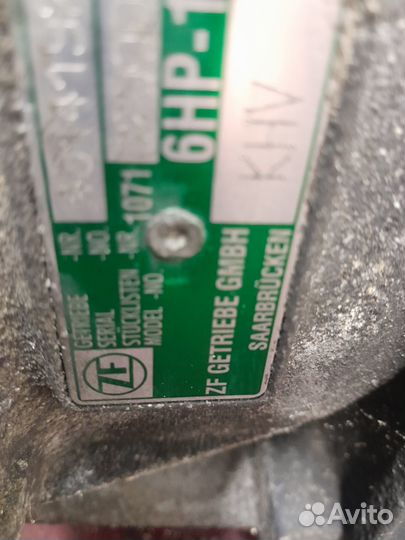 GETRIEBE -NR.
SERIAL -NO.
STÜCKLISTEN -NR.
MODEL -NO.
1071
6HP-1
KHV
ZF
ZF GETRIEBE GMBH
SAARBRÜCKEN
Avito